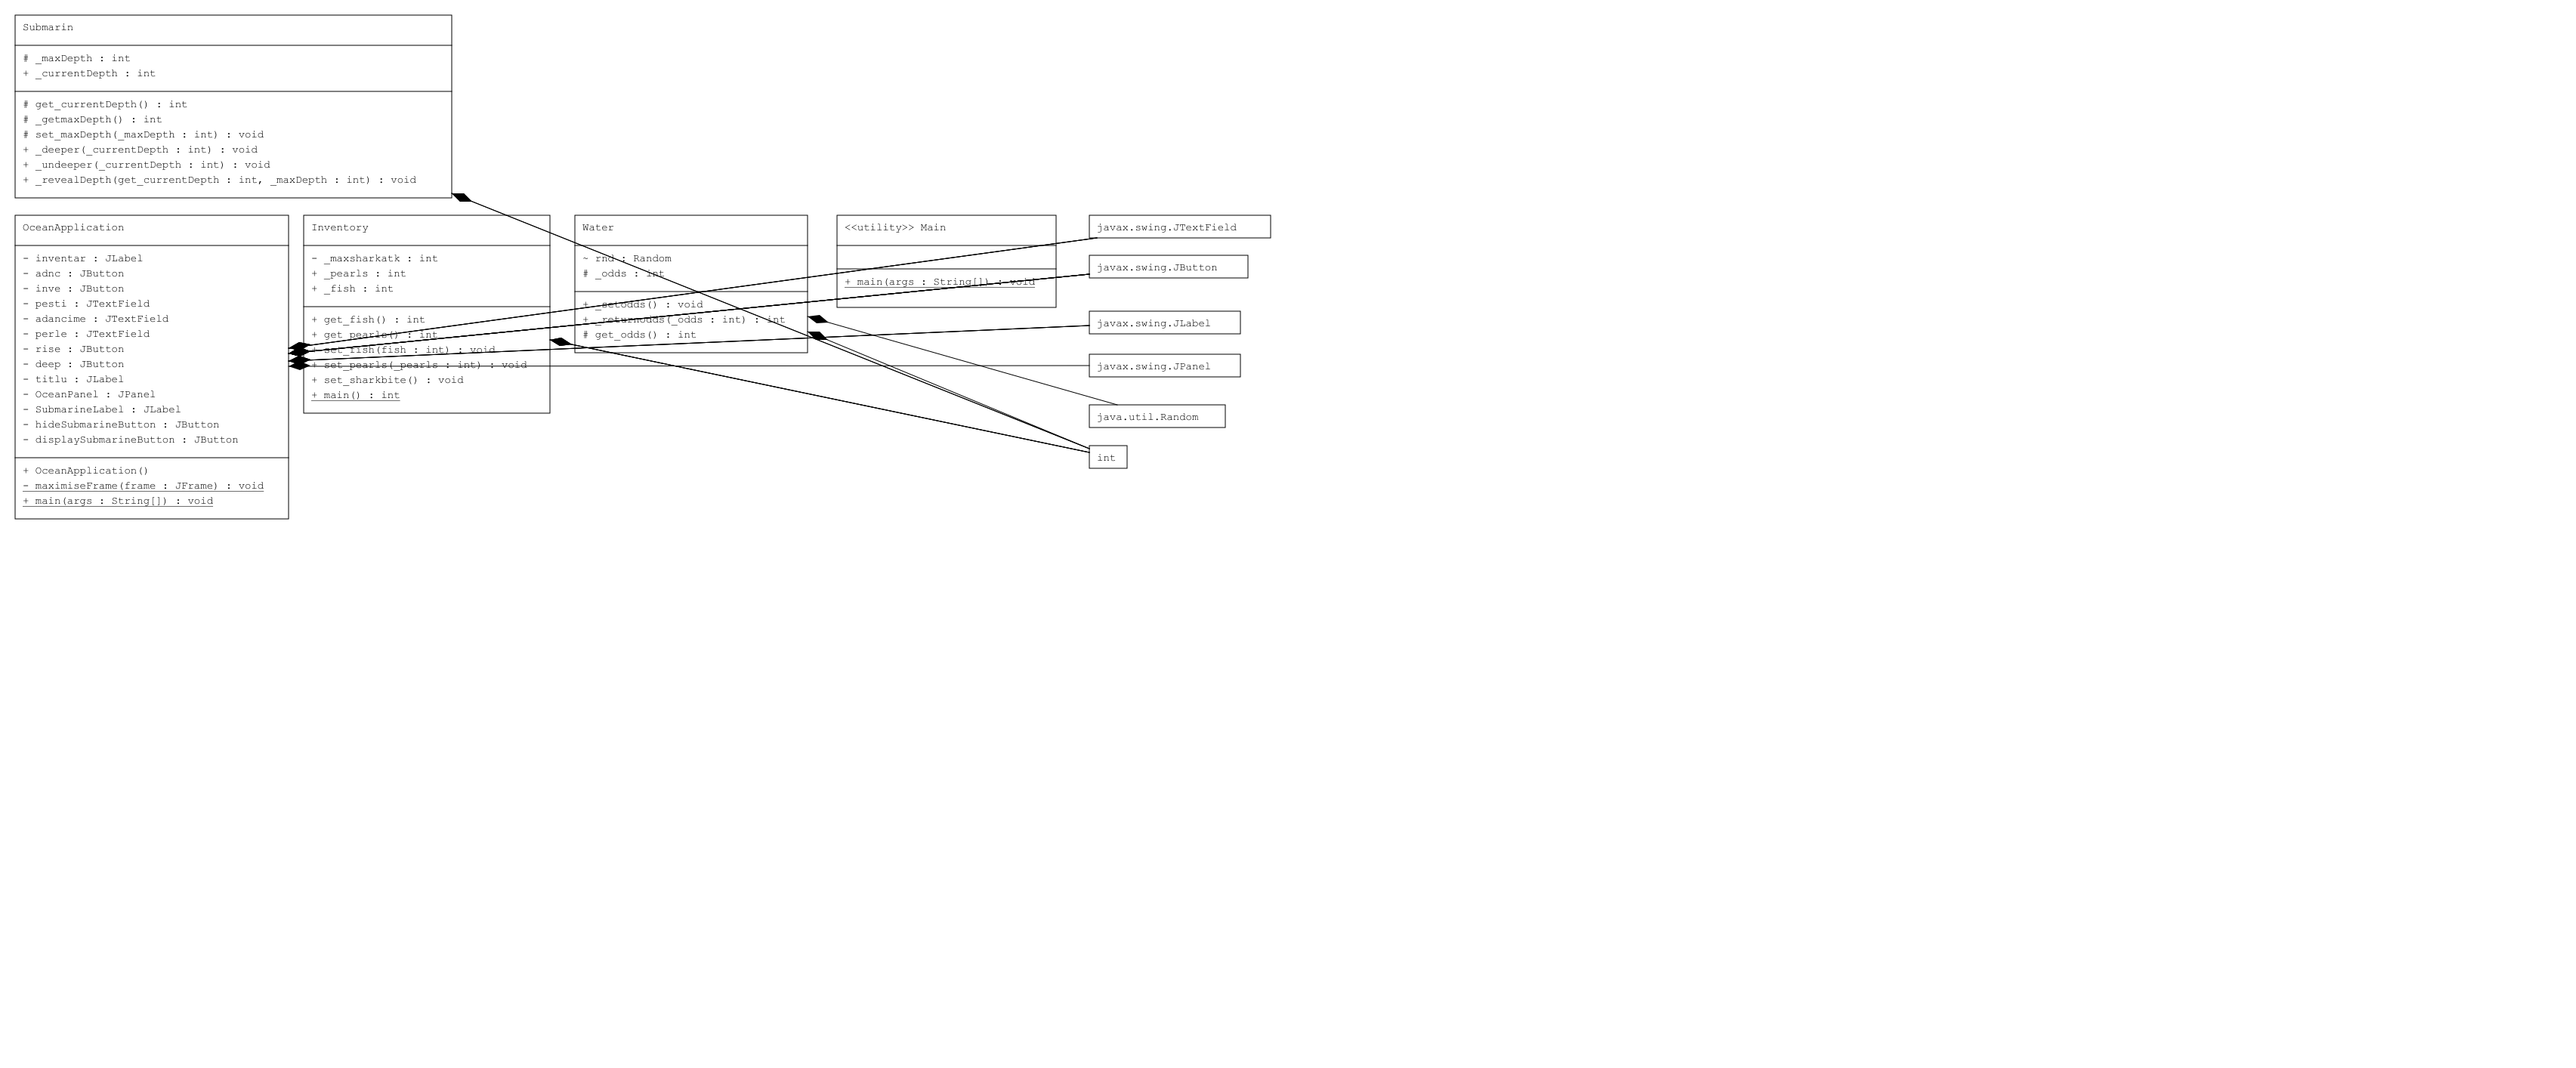 Submarin
# _maxDepth : int
+ _currentDepth : int
# get_currentDepth() : int
# _getmaxDepth() : int
# set_maxDepth(_maxDepth : int) : void
+ _deeper(_currentDepth : int) : void
+ _undeeper(_currentDepth : int) : void
+ _revealDepth(get_currentDepth : int, _maxDepth : int) : void
OceanApplication
- inventar : JLabel
- adnc : JButton
- inve : JButton
- pesti : JTextField
- adancime : JTextField
- perle : JTextField
- rise : JButton
- deep : JButton
- titlu : JLabel
- OceanPanel : JPanel
- SubmarineLabel : JLabel
- hideSubmarineButton : JButton
- displaySubmarineButton : JButton
+ OceanApplication()
- maximiseFrame(frame : JFrame) : void
+ main(args : String[]) : void
Inventory
- _maxsharkatk : int
+ _pearls : int
+ _fish : int
+ get_fish() : int
+ get_pearls() : int
+ set_fish(fish : int) : void
+ set_pearls(_pearls : int) : void
+ set_sharkbite() : void
+ main() : int
Water
~ rnd : Random
# _odds : int
+ _setodds() : void
+ _returnodds(_odds : int) : int
# get_odds() : int
<<utility>> Main
+ main(args : String[]) : void
javax.swing.JTextField
javax.swing.JButton
javax.swing.JLabel
javax.swing.JPanel
java.util.Random
int